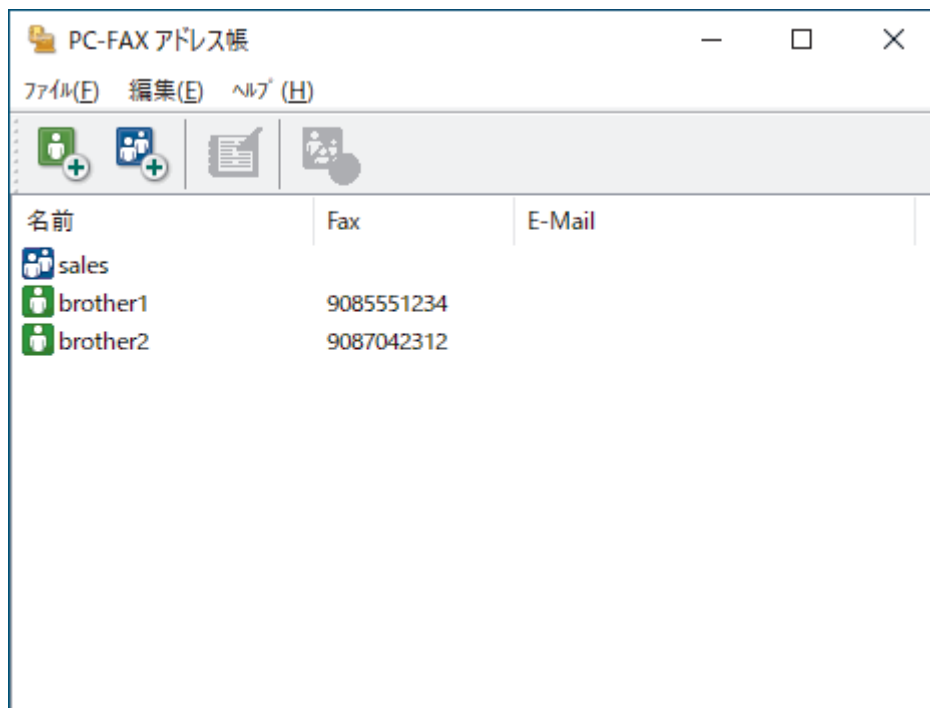 PC-FAX アドレス帳
ﾌｧｲﾙ(F) 編集(E) ﾍﾙﾌﾟ(H)
名前 Fax E-Mail
sales
brother1 9085551234
brother2 9087042312